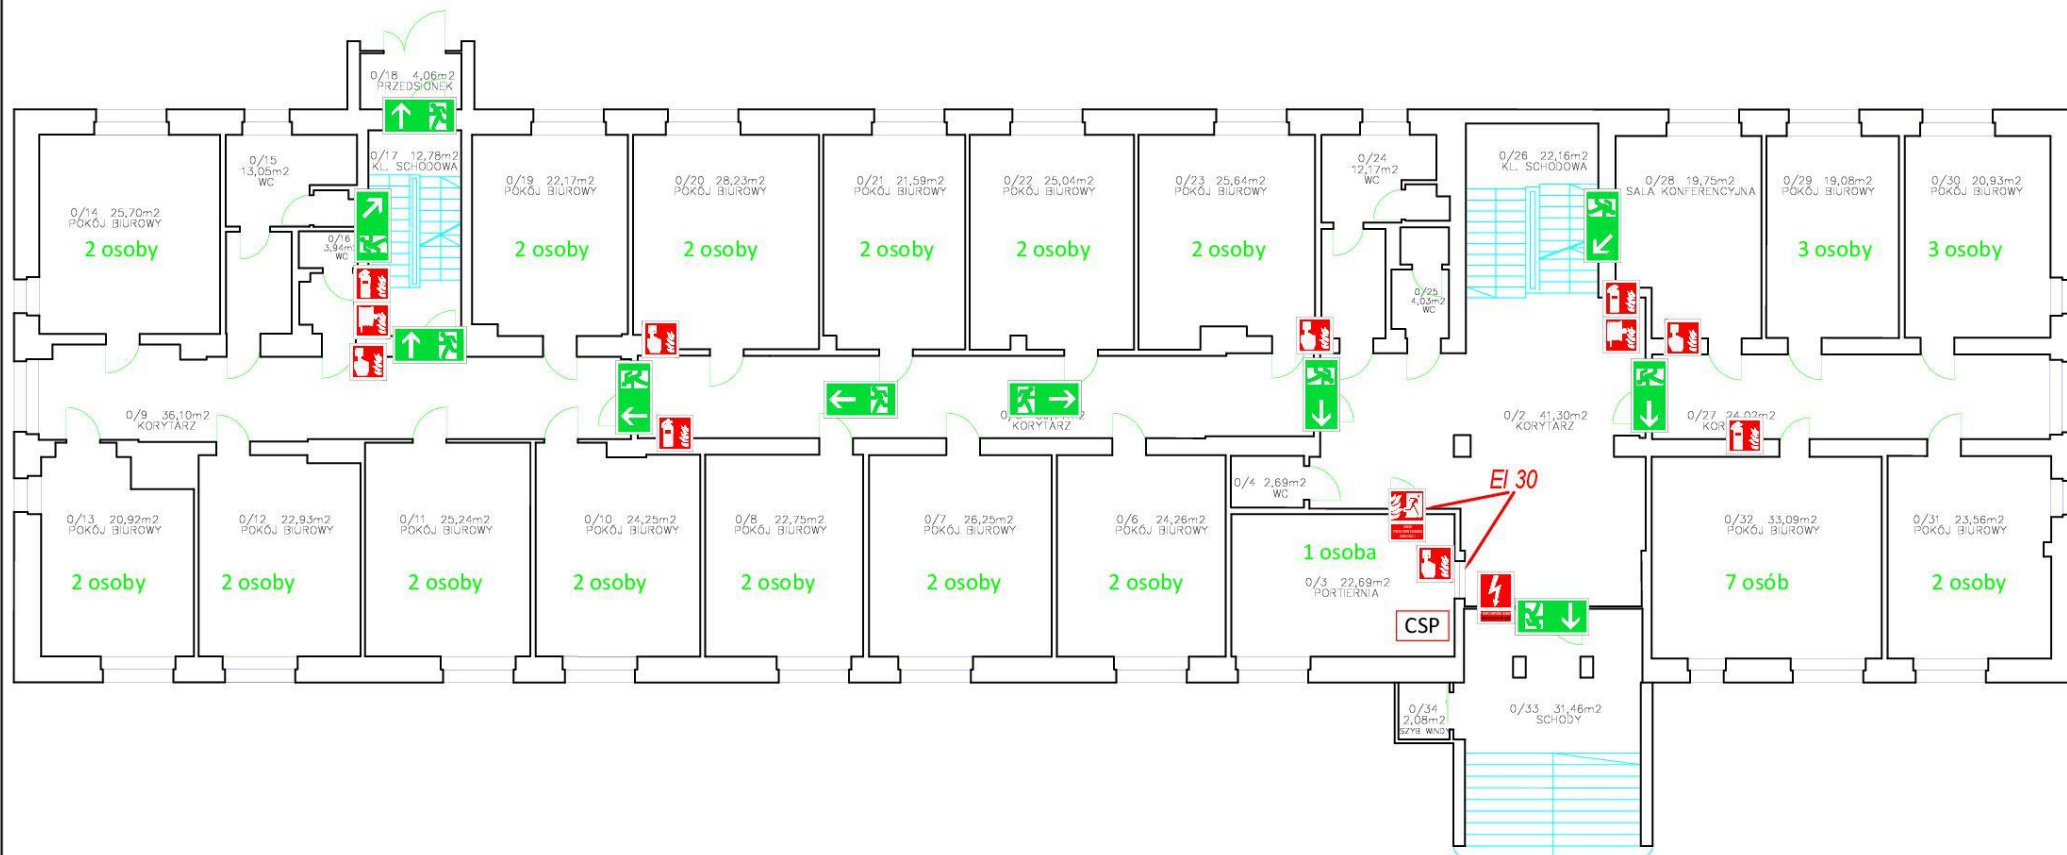 0/18 4,06m2
PRZEDSIONEK
0/14 25,70m2
POKÓJ BIUROWY
2 osoby
0/15
13,05m2
WC
0/16
3,94m2
WC
0/17 12,78m2
KL. SCHODOWA
0/19 22,17m2
POKÓJ BIUROWY
2 osoby
0/20 28,23m2
POKÓJ BIUROWY
2 osoby
0/21 21,59m2
POKÓJ BIUROWY
2 osoby
0/22 25,04m2
POKÓJ BIUROWY
2 osoby
0/23 25,64m2
POKÓJ BIUROWY
2 osoby
0/24
12,17m2
WC
0/25
4,03m2
WC
0/26 22,16m2
KL. SCHODOWA
0/28 19,75m2
SALA KONFERENCYJNA
0/29 19,08m2
POKÓJ BIUROWY
3 osoby
0/30 20,93m2
POKÓJ BIUROWY
3 osoby
0/9 36,10m2
KORYTARZ
KORYTARZ
0/2 41,30m2
KORYTARZ
0/27 24,02m2
0/13 20,92m2
POKÓJ BIUROWY
2 osoby
0/12 22,93m2
POKÓJ BIUROWY
2 osoby
0/11 25,24m2
POKÓJ BIUROWY
2 osoby
0/10 24,25m2
POKÓJ BIUROWY
2 osoby
0/8 22,75m2
POKÓJ BIUROWY
2 osoby
0/7 26,25m2
POKÓJ BIUROWY
2 osoby
0/6 24,26m2
POKÓJ BIUROWY
2 osoby
0/4 2,69m2
WC
EI 30
1 osoba
0/3 22,69m2
PORTIERNIA
CSP
0/32 33,09m2
POKÓJ BIUROWY
7 osób
0/31 23,56m2
POKÓJ BIUROWY
2 osoby
0/34
2,08m2
SZYB WINDY
0/33 31,46m2
SCHODY